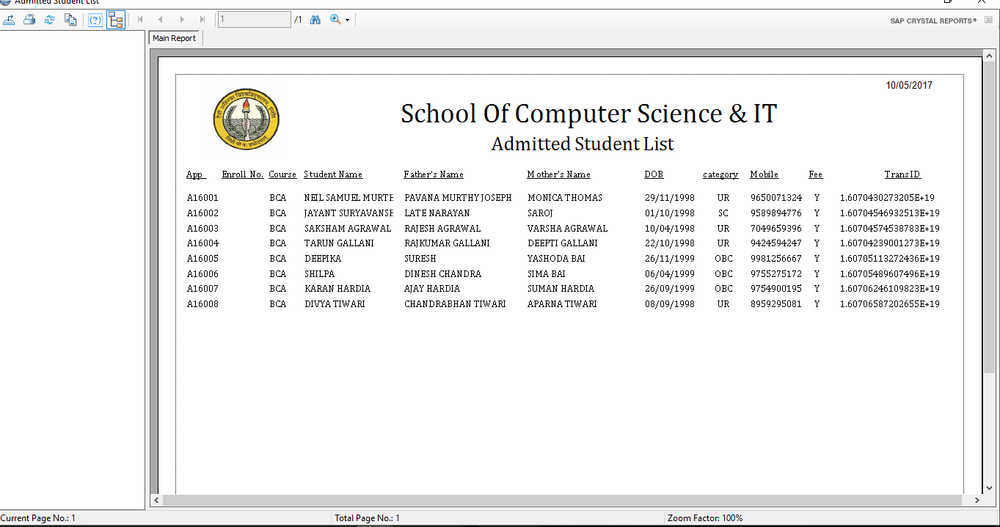 Admitted Student List
1 /1 SAP CRYSTAL REPORTS®
Main Report
10/05/2017
School Of Computer Science & IT
Admitted Student List
App Enroll No. Course Student Name Father's Name Mother's Name DOB category Mobile Fee TransID
A16001 BCA NEIL SAMUEL MURTH PAVANA MURTHY JOSEPH MONICA THOMAS 29/11/1998 UR 9650071324 Y 1.6070430273205E+19
A16002 BCA JAYANT SURYAVANSH LATE NARAYAN SAROJ 01/10/1998 SC 9589894776 Y 1.60704546932513E+19
A16003 BCA SAKSHAM AGRAWAL RAJESH AGRAWAL VARSHA AGRAWAL 10/04/1998 UR 7049659396 Y 1.60704574538783E+19
A16004 BCA TARUN GALLANI RAJKUMAR GALLANI DEEPTI GALLANI 22/10/1998 UR 9424594247 Y 1.60704239001273E+19
A16005 BCA DEEPIKA SURESH YASHODA BAI 26/11/1999 OBC 9981256667 Y 1.60705113272436E+19
A16006 BCA SHILPA DINESH CHANDRA SIMA BAI 06/04/1999 OBC 9755275172 Y 1.60705489607496E+19
A16007 BCA KARAN HARDIA AJAY HARDIA SUMAN HARDIA 26/09/1999 OBC 9754900195 Y 1.60706246109823E+19
A16008 BCA DIVYA TIWARI CHANDRABHAN TIWARI APARNA TIWARI 08/09/1998 UR 8959295081 Y 1.60706587202655E+19
Current Page No.: 1 Total Page No.: 1 Zoom Factor: 100%